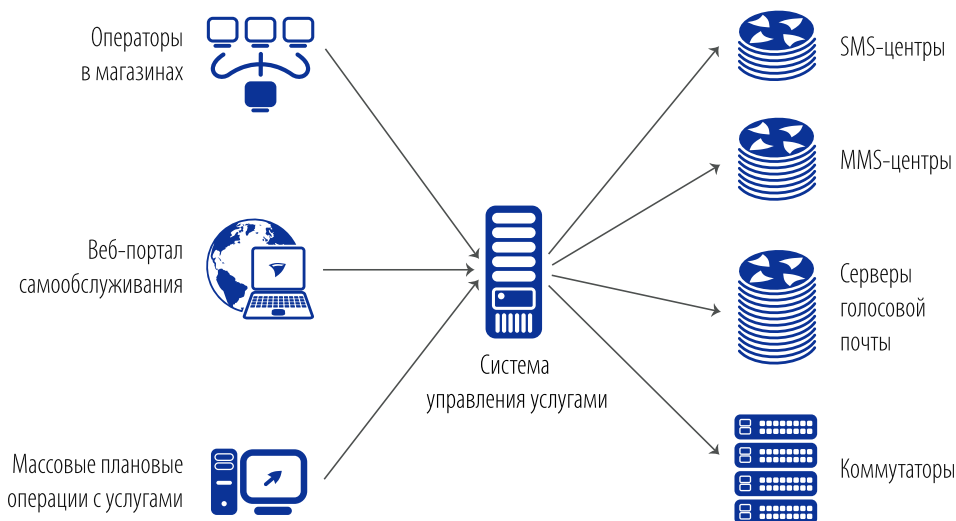 Операторы
в магазинах
Веб-портал
самообслуживания
Массовые плановые
операции с услугами
Система
управления услугами
SMS-центры
MMS-центры
Серверы
голосовой
почты
Коммутаторы